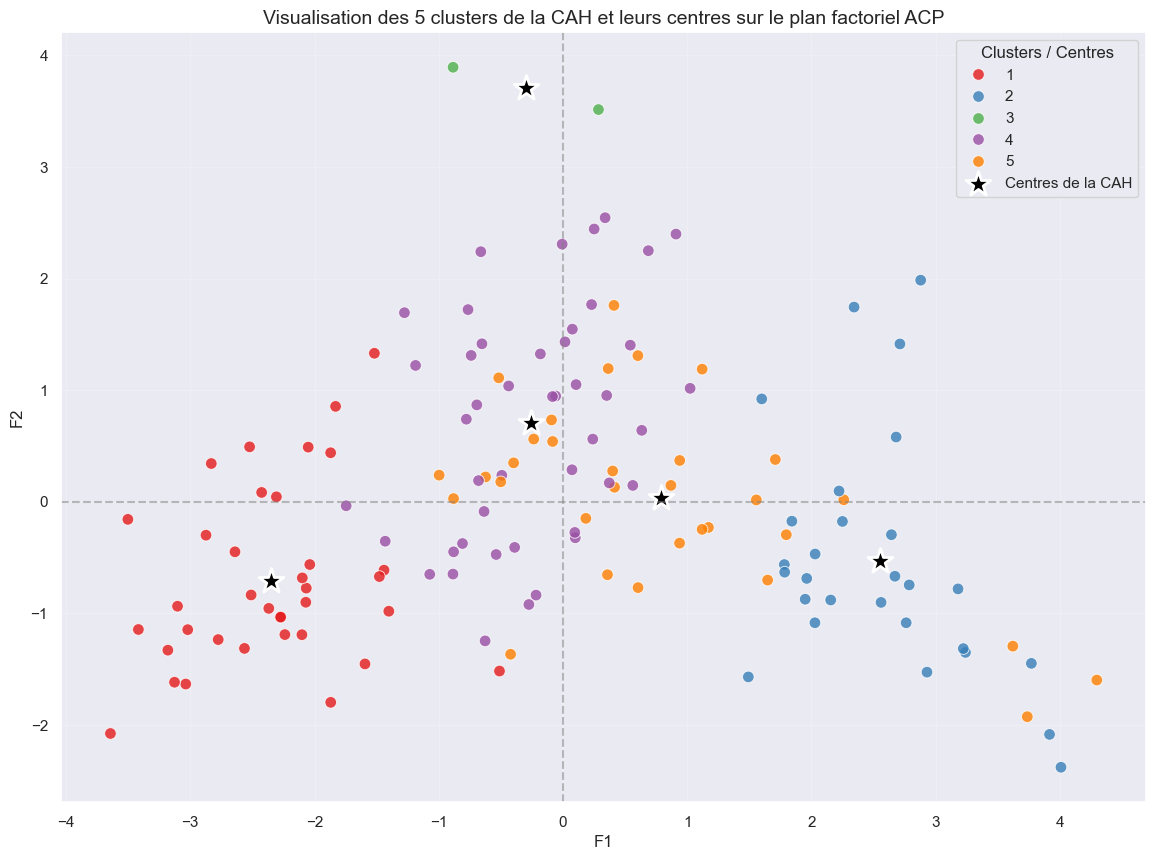 Visualisation des 5 clusters de la CAH et leurs centres sur le plan factoriel ACP
Clusters / Centres
1
2
3
4
5
Centres de la CAH
F2
4
3
2
1
0
−1
−2
−4 −3 −2 −1 0 1 2 3 4
F1